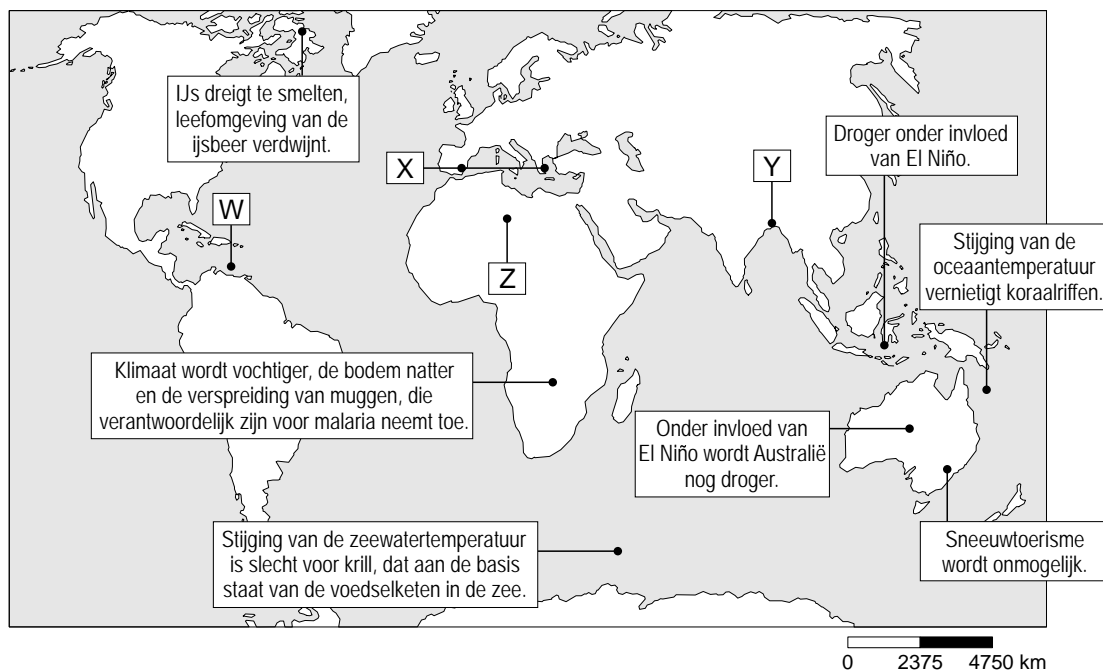 IJs dreigt te smelten,
leefomgeving van de
ijsbeer verdwijnt.
Droger onder invloed
van El Niño.
X
Y
W
Z
Stijging van de
oceaantemperatuur
vernietigt koraalriffen.
Klimaat wordt vochtiger, de bodem natter
en de verspreiding van muggen, die
verantwoordelijk zijn voor malaria neemt toe.
Onder invloed van
El Niño wordt Australië
nog droger.
Stijging van de zeewatertemperatuur
is slecht voor krill, dat aan de basis
staat van de voedselketen in de zee.
Sneeuwtoerisme
wordt onmogelijk.
0 2375 4750 km